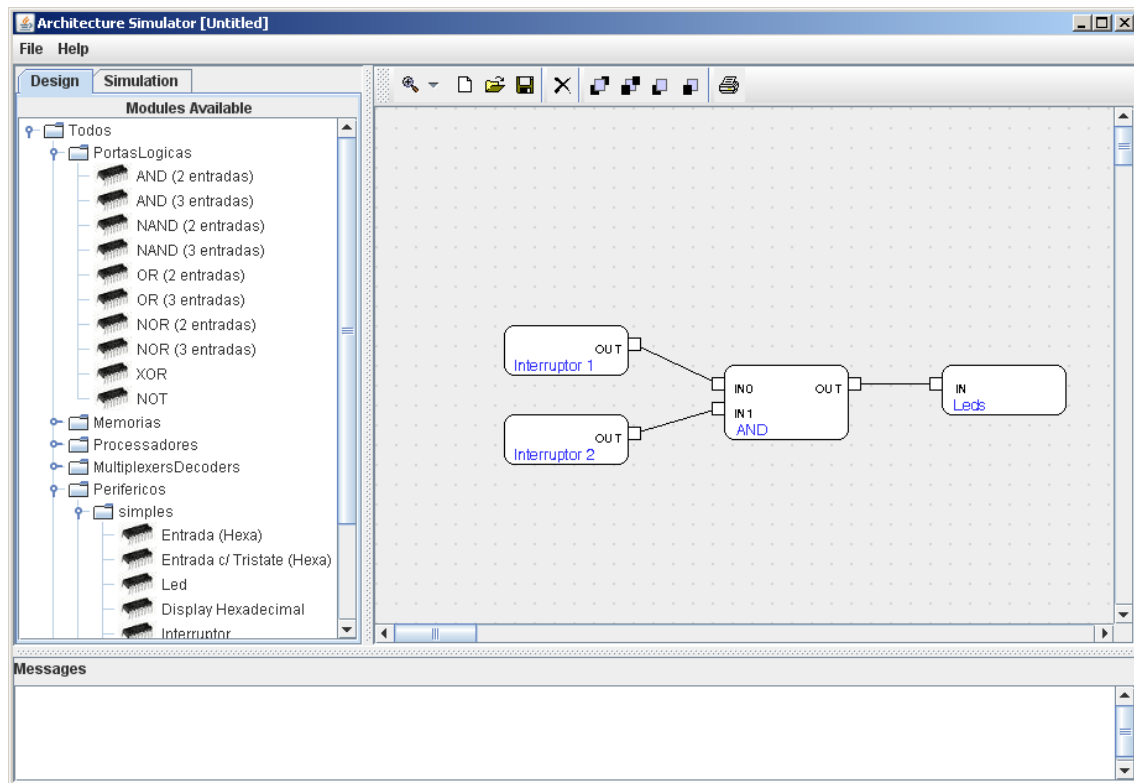 Architecture Simulator [Untitled]
File Help
Design Simulation
Modules Available
Todos
PortasLogicas
AND (2 entradas)
AND (3 entradas)
NAND (2 entradas)
NAND (3 entradas)
OR (2 entradas)
OR (3 entradas)
NOR (2 entradas)
NOR (3 entradas)
XOR
NOT
Memorias
Processadores
MultiplexersDecoders
Perifericos
simples
Entrada (Hexa)
Entrada c/ Tristate (Hexa)
Led
Display Hexadecimal
Interruptor
OUT
Interruptor 1
OUT
Interruptor 2
IN0 OUT
IN1
AND
IN
Leds
Messages